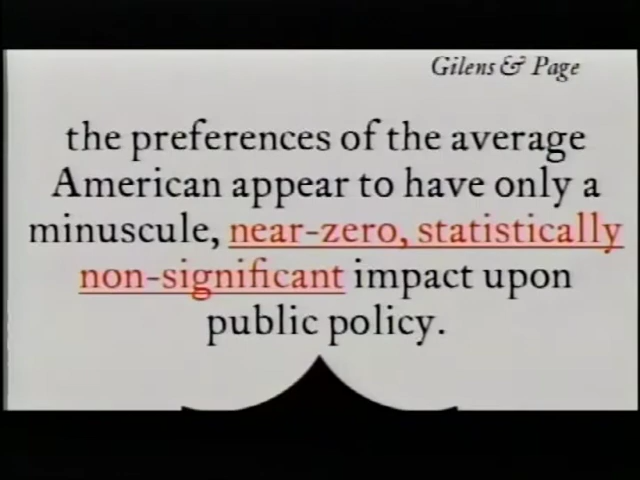 Gilens & Page
the preferences of the average
American appear to have only a
minuscule, near-zero, statistically
non-significant impact upon
public policy.